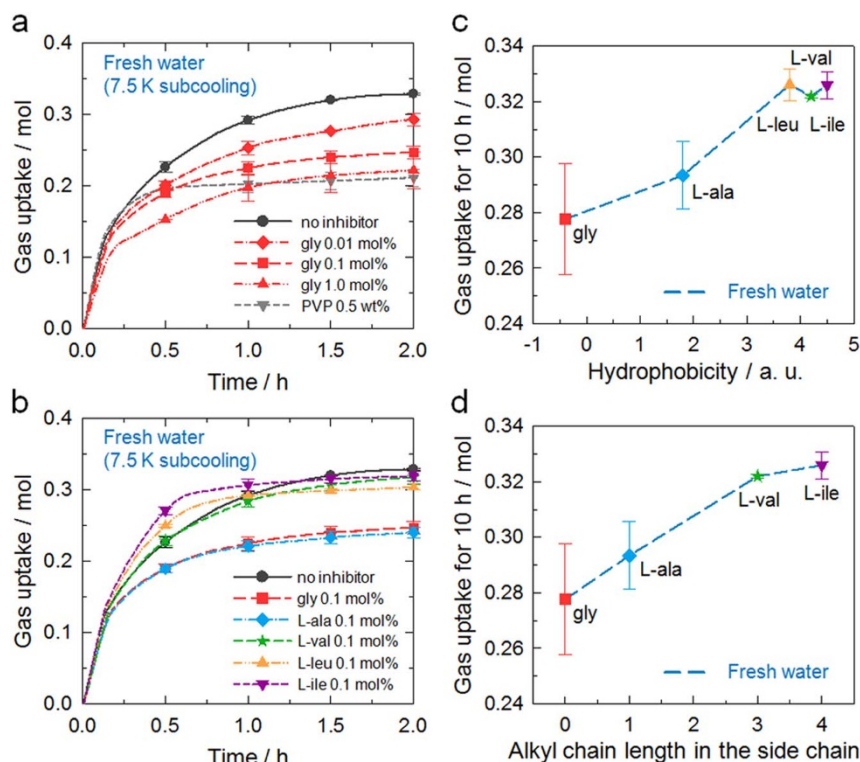 a
Fresh water
(7.5 K subcooling)
Gas uptake / mol
0.4
0.3
0.2
0.1
0.0
no inhibitor
gly 0.01 mol%
gly 0.1 mol%
gly 1.0 mol%
PVP 0.5 wt%
0.0 0.5 1.0 1.5 2.0
Time / h
b
Fresh water
(7.5 K subcooling)
Gas uptake / mol
0.4
0.3
0.2
0.1
0.0
no inhibitor
gly 0.1 mol%
L-ala 0.1 mol%
L-val 0.1 mol%
L-leu 0.1 mol%
L-ile 0.1 mol%
0.0 0.5 1.0 1.5 2.0
Time / h
c
Gas uptake for 10 h / mol
0.34
0.32
0.30
0.28
0.26
0.24
L-val
L-leu
L-ile
L-ala
gly
Fresh water
-1 0 1 2 3 4 5
Hydrophobicity / a. u.
d
Gas uptake for 10 h / mol
0.34
0.32
0.30
0.28
0.26
0.24
L-val
L-ile
L-ala
gly
Fresh water
0 1 2 3 4
Alkyl chain length in the side chain